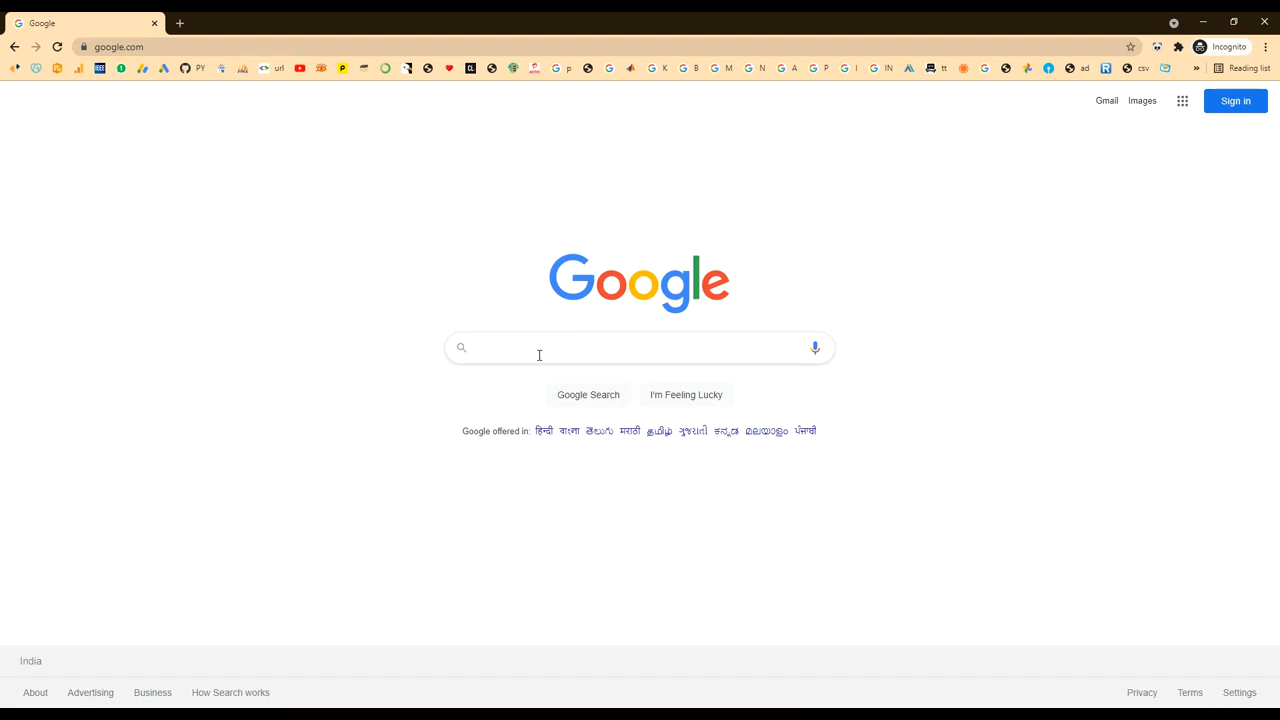 Google
google.com
Incognito
PY url p K B M N A P I IN tt ad csv Reading list
Gmail Images Sign in
Google
Google Search I'm Feeling Lucky
Google offered in: हिन्दी বাংলা తెలుగు मराठी தமிழ் ગુજરાતી ಕನ್ನಡ മലയാളം ਪੰਜਾਬੀ
India
About Advertising Business How Search works Privacy Terms Settings